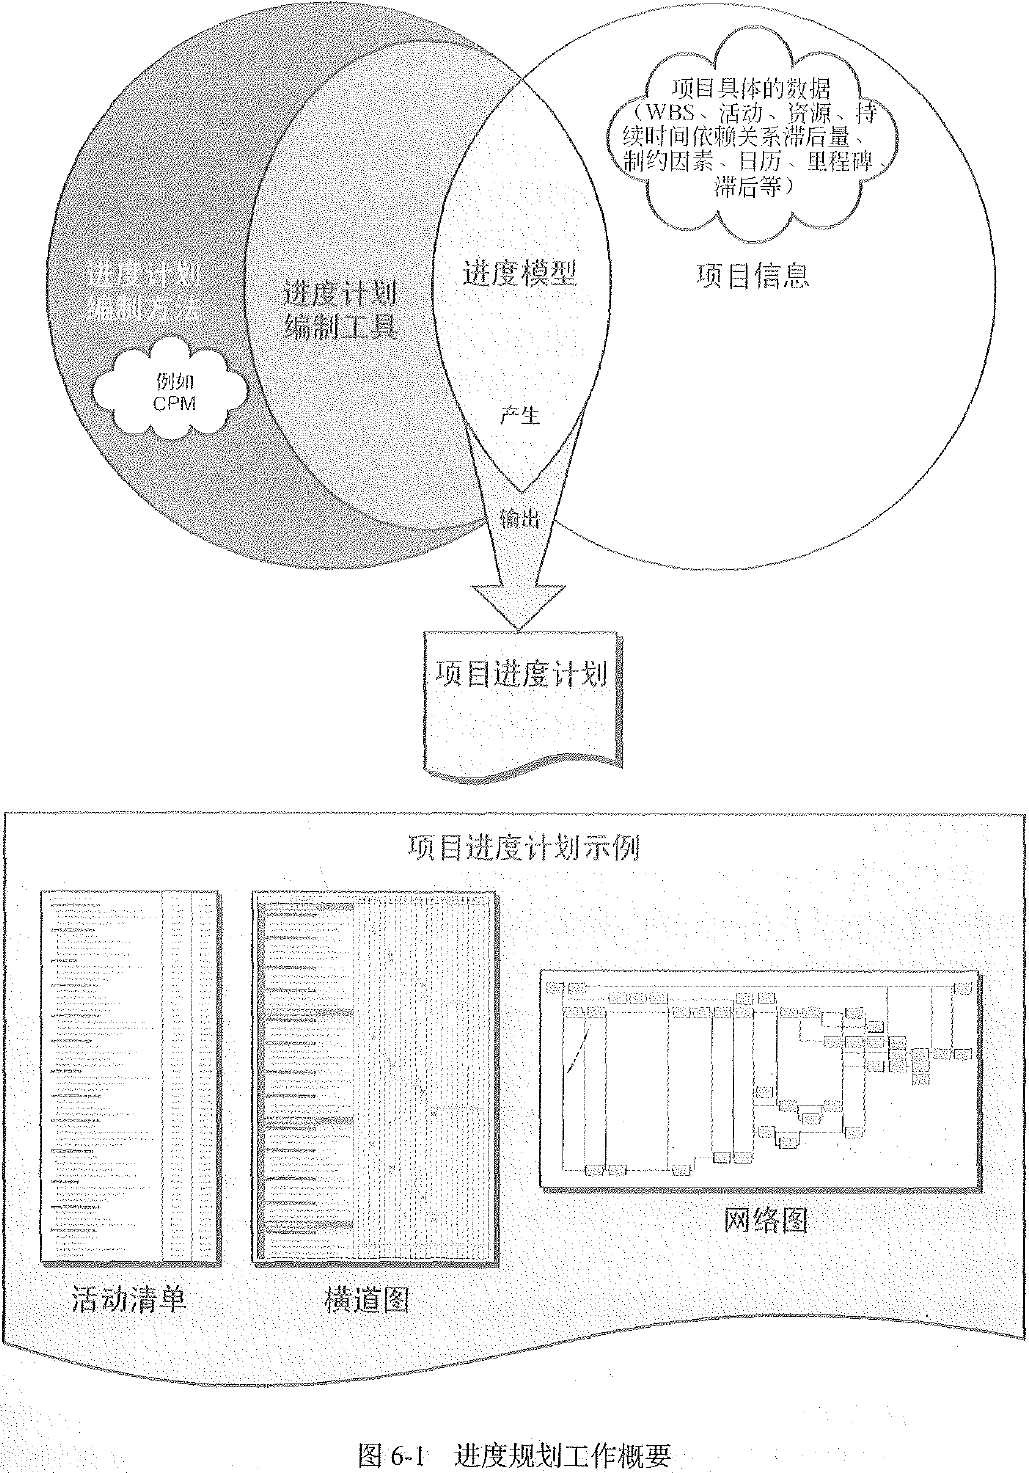 项目具体的数据
（WBS、活动、资源、持
续时间依赖关系滞后量、
制约因素、日历、里程碑、
滞后等）
项目信息
进度模型
进度计划
编制方法
进度计划
编制工具
例如
CPM
产生
输出
项目进度计划
项目进度计划示例
活动清单
横道图
网络图
图 6-1 进度规划工作概要